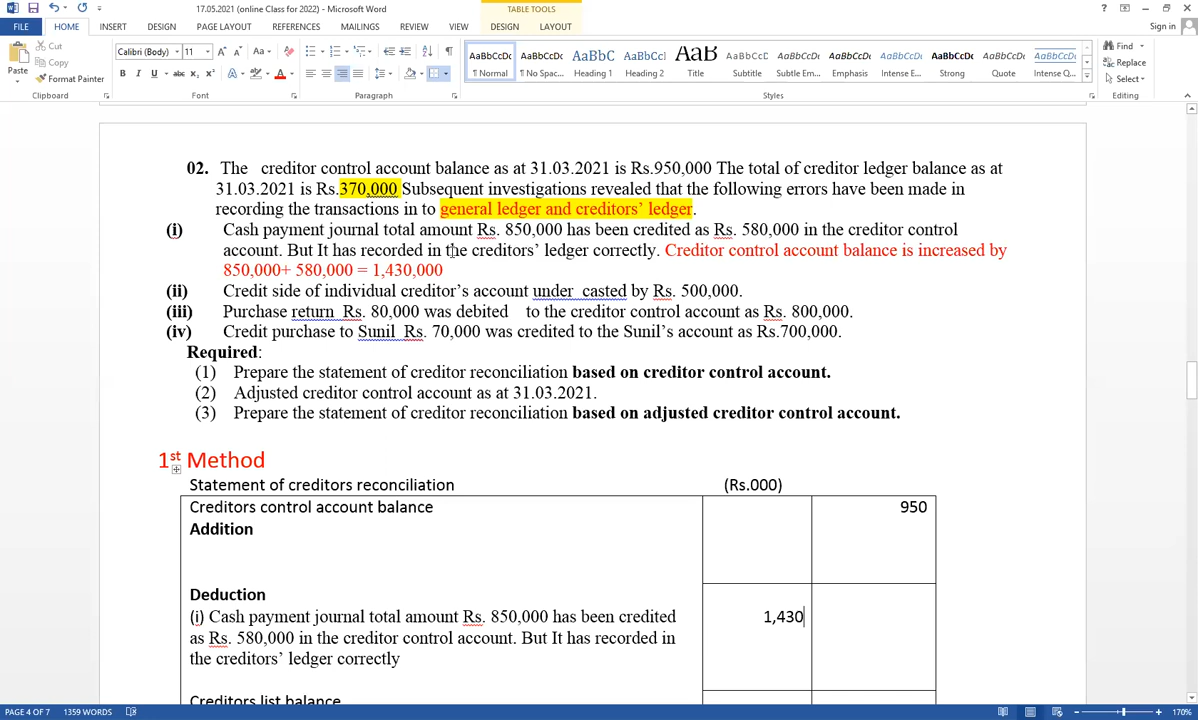 17.05.2021 (online Class for 2022) - Microsoft Word
TABLE TOOLS
Sign in
FILE HOME INSERT DESIGN PAGE LAYOUT REFERENCES MAILINGS REVIEW VIEW DESIGN LAYOUT
Paste
Cut
Copy
Format Painter
Clipboard
Calibri (Body) 11
Font
Paragraph
AaBbCcDc AaBbCcDc AaBbC AaBbCcI AaB AaBbCcC AaBbCcDc AaBbCcDc AaBbCcDc AaBbCcDc AaBbCcDc AaBbCcDc
¶ Normal ¶ No Spac... Heading 1 Heading 2 Title Subtitle Subtle Em... Emphasis Intense E... Strong Quote Intense Q...
Styles
Find
Replace
Select
Editing
02. The creditor control account balance as at 31.03.2021 is Rs.950,000 The total of creditor ledger balance as at
31.03.2021 is Rs.370,000 Subsequent investigations revealed that the following errors have been made in
recording the transactions in to general ledger and creditors’ ledger.
(i) Cash payment journal total amount Rs. 850,000 has been credited as Rs. 580,000 in the creditor control
account. But It has recorded in the creditors’ ledger correctly. Creditor control account balance is increased by
850,000+ 580,000 = 1,430,000
(ii) Credit side of individual creditor’s account under casted by Rs. 500,000.
(iii) Purchase return Rs. 80,000 was debited to the creditor control account as Rs. 800,000.
(iv) Credit purchase to Sunil Rs. 70,000 was credited to the Sunil’s account as Rs.700,000.
Required:
(1) Prepare the statement of creditor reconciliation based on creditor control account.
(2) Adjusted creditor control account as at 31.03.2021.
(3) Prepare the statement of creditor reconciliation based on adjusted creditor control account.
1st Method
Statement of creditors reconciliation (Rs.000)
Creditors control account balance 950
Addition
Deduction
(i) Cash payment journal total amount Rs. 850,000 has been credited 1,430
as Rs. 580,000 in the creditor control account. But It has recorded in
the creditors’ ledger correctly
Creditors list balance
PAGE 4 OF 7 1359 WORDS 170%